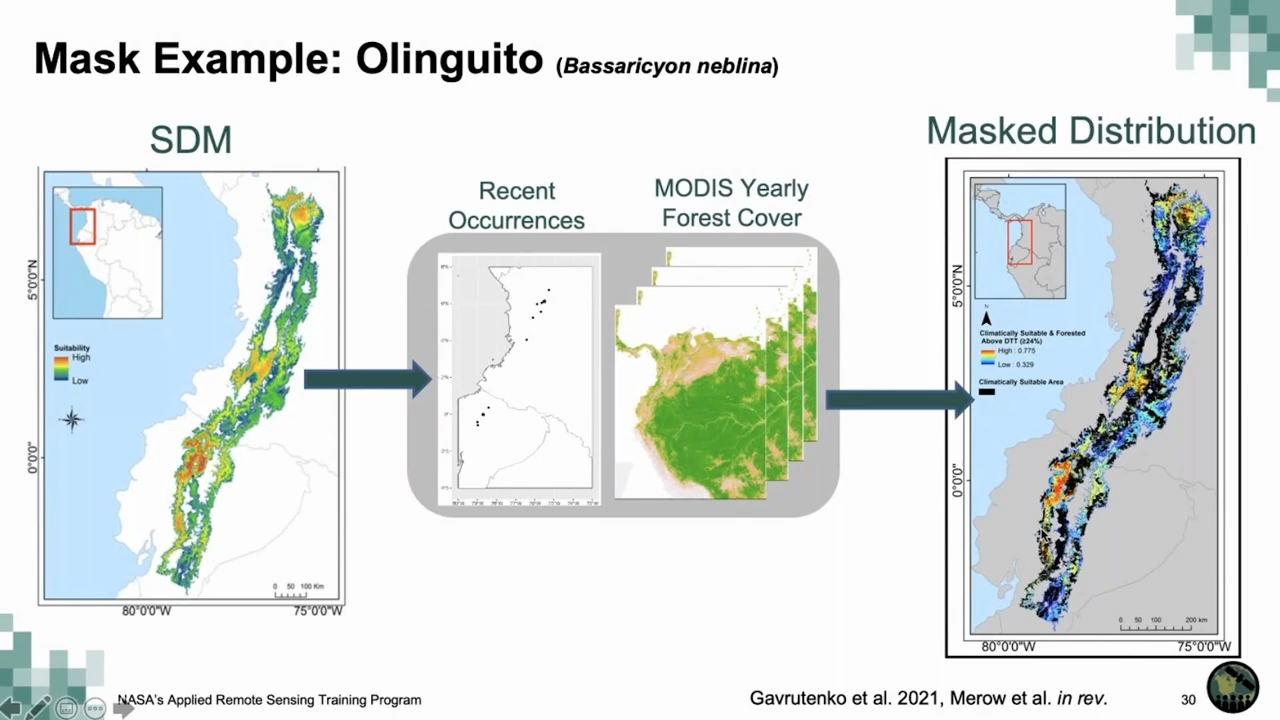 Mask Example: Olinguito (Bassaricyon neblina)
SDM
5°0'0"N
0°0'0"
Suitability
High
Low
0 50 100 Km
80°0'0"W 75°0'0"W
Recent
Occurrences
MODIS Yearly
Forest Cover
Masked Distribution
5°0'0"N
0°0'0"
N
Climatically Suitable & Forested
Above DTT (≥24%)
High : 0.775
Low : 0.329
Climatically Suitable Area
0 50 100 200 km
80°0'0"W 75°0'0"W
NASA's Applied Remote Sensing Training Program
Gavrutenko et al. 2021, Merow et al. in rev.
30